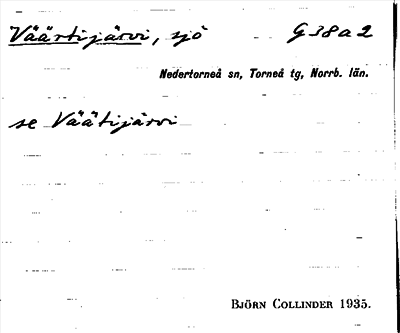 Väärtijärvi, sjö G38a2
Nedertorneå sn, Torneå tg, Norrb. län.
se Väätijärvi
BJÖRN COLLINDER 1935.